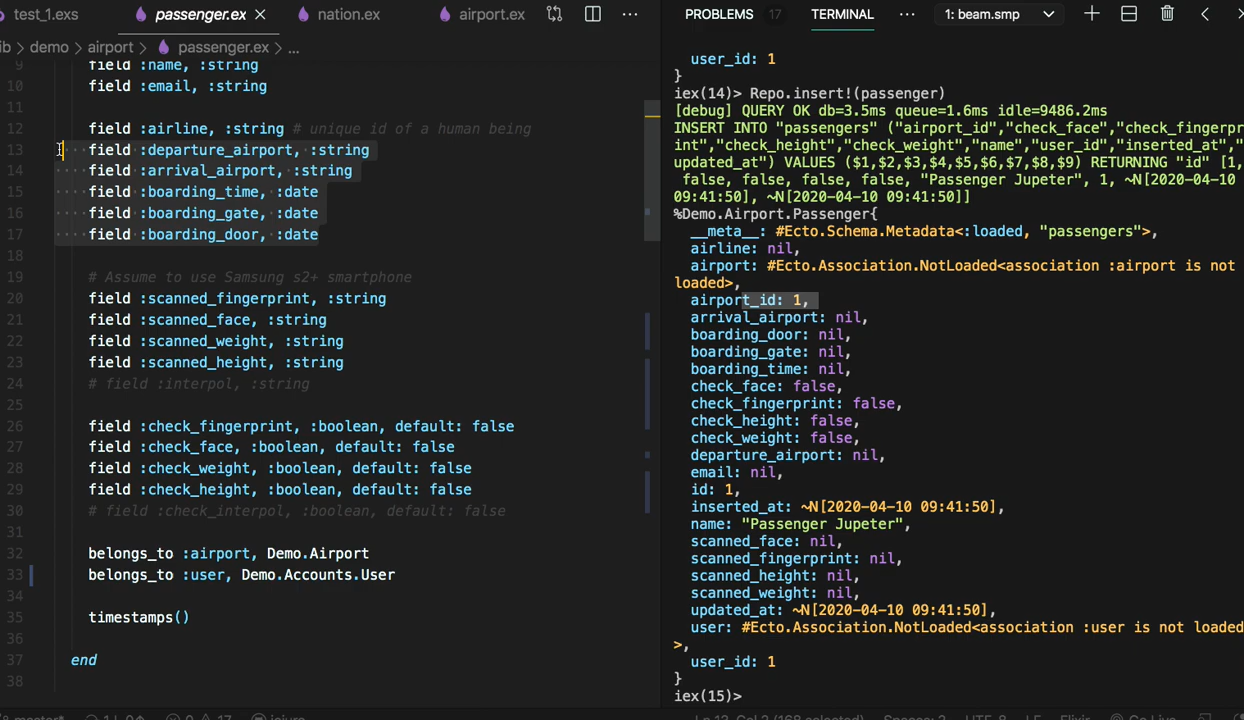 test_1.exs
passenger.ex
nation.ex
airport.ex
ib > demo > airport > passenger.ex > ...
9 field :name, :string
10 field :email, :string
11
12 field :airline, :string # unique id of a human being
13 field :departure_airport, :string
14 field :arrival_airport, :string
15 field :boarding_time, :date
16 field :boarding_gate, :date
17 field :boarding_door, :date
18
19 # Assume to use Samsung s2+ smartphone
20 field :scanned_fingerprint, :string
21 field :scanned_face, :string
22 field :scanned_weight, :string
23 field :scanned_height, :string
24 # field :interpol, :string
25
26 field :check_fingerprint, :boolean, default: false
27 field :check_face, :boolean, default: false
28 field :check_weight, :boolean, default: false
29 field :check_height, :boolean, default: false
30 # field :check_interpol, :boolean, default: false
31
32 belongs_to :airport, Demo.Airport
33 belongs_to :user, Demo.Accounts.User
34
35 timestamps()
36
37 end
38
PROBLEMS 17 TERMINAL ... 1: beam.smp
user_id: 1
}
iex(14)> Repo.insert!(passenger)
[debug] QUERY OK db=3.5ms queue=1.6ms idle=9486.2ms
INSERT INTO "passengers" ("airport_id","check_face","check_fingerpr
int","check_height","check_weight","name","user_id","inserted_at","
updated_at") VALUES ($1,$2,$3,$4,$5,$6,$7,$8,$9) RETURNING "id" [1,
false, false, false, false, "Passenger Jupeter", 1, ~N[2020-04-10
09:41:50], ~N[2020-04-10 09:41:50]]
%Demo.Airport.Passenger{
__meta__: #Ecto.Schema.Metadata<:loaded, "passengers">,
airline: nil,
airport: #Ecto.Association.NotLoaded<association :airport is not
loaded>,
airport_id: 1,
arrival_airport: nil,
boarding_door: nil,
boarding_gate: nil,
boarding_time: nil,
check_face: false,
check_fingerprint: false,
check_height: false,
check_weight: false,
departure_airport: nil,
email: nil,
id: 1,
inserted_at: ~N[2020-04-10 09:41:50],
name: "Passenger Jupeter",
scanned_face: nil,
scanned_fingerprint: nil,
scanned_height: nil,
scanned_weight: nil,
updated_at: ~N[2020-04-10 09:41:50],
user: #Ecto.Association.NotLoaded<association :user is not loaded
>,
user_id: 1
}
iex(15)>